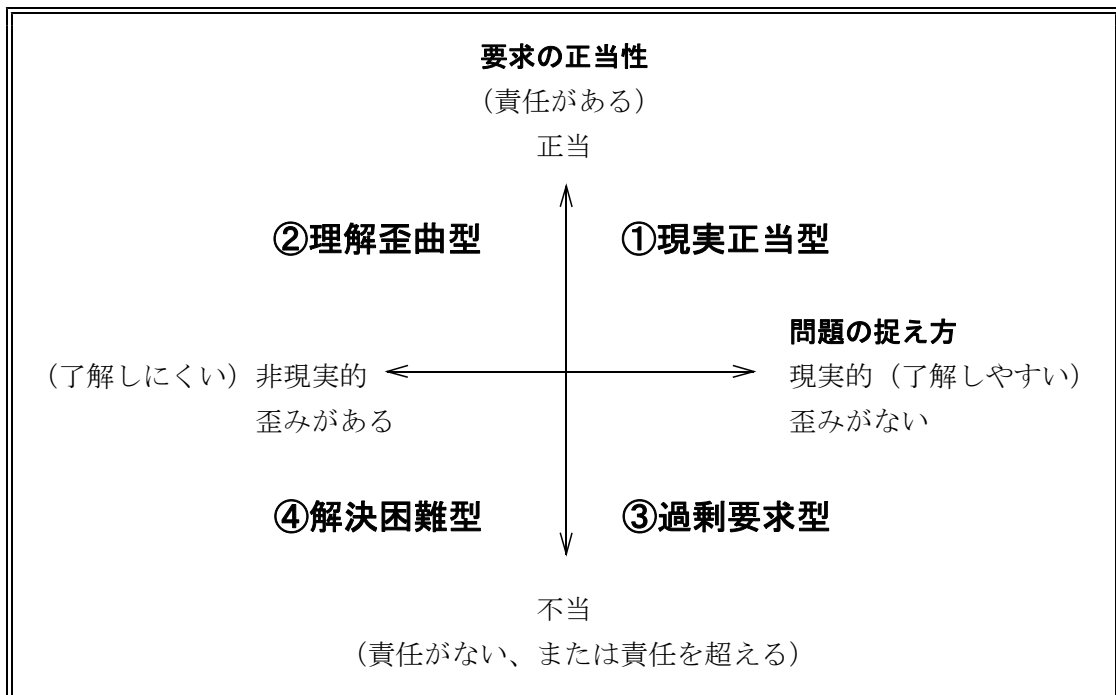 要求の正当性
（責任がある）
正当
②理解歪曲型
①現実正当型
問題の捉え方
（了解しにくい）非現実的
現実的（了解しやすい）
歪みがある
歪みがない
④解決困難型
③過剰要求型
不当
（責任がない、または責任を超える）